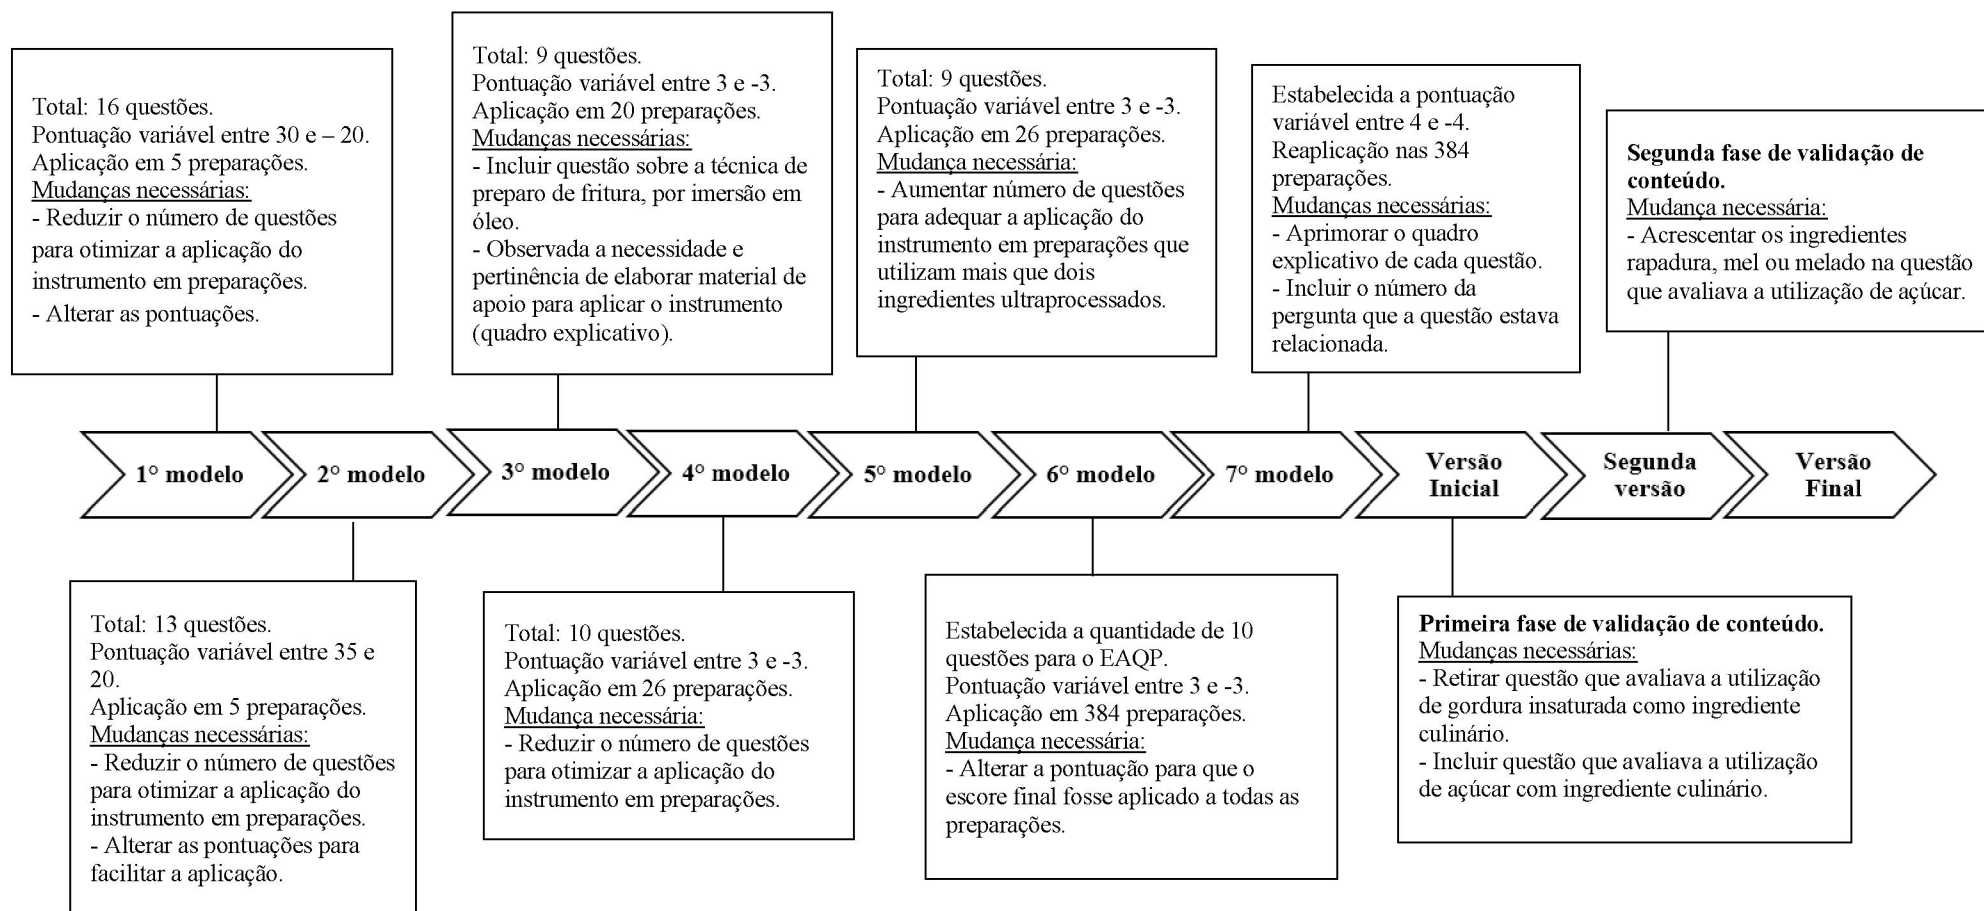 Total: 16 questões.
Pontuação variável entre 30 e – 20.
Aplicação em 5 preparações.
Mudanças necessárias:
- Reduzir o número de questões
para otimizar a aplicação do
instrumento em preparações.
- Alterar as pontuações.
Total: 9 questões.
Pontuação variável entre 3 e -3.
Aplicação em 20 preparações.
Mudanças necessárias:
- Incluir questão sobre a técnica de
preparo de fritura, por imersão em
óleo.
- Observada a necessidade e
pertinência de elaborar material de
apoio para aplicar o instrumento
(quadro explicativo).
Total: 9 questões.
Pontuação variável entre 3 e -3.
Aplicação em 26 preparações.
Mudança necessária:
- Aumentar número de questões
para adequar a aplicação do
instrumento em preparações que
utilizam mais que dois
ingredientes ultraprocessados.
Estabelecida a pontuação
variável entre 4 e -4.
Reaplicação nas 384
preparações.
Mudanças necessárias:
- Aprimorar o quadro
explicativo de cada questão.
- Incluir o número da
pergunta que a questão estava
relacionada.
Segunda fase de validação de
conteúdo.
Mudança necessária:
- Acrescentar os ingredientes
rapadura, mel ou melado na questão
que avaliava a utilização de açúcar.
1° modelo
2° modelo
3° modelo
4° modelo
5° modelo
6° modelo
7° modelo
Versão
Inicial
Segunda
versão
Versão
Final
Total: 13 questões.
Pontuação variável entre 35 e
20.
Aplicação em 5 preparações.
Mudanças necessárias:
- Reduzir o número de questões
para otimizar a aplicação do
instrumento em preparações.
- Alterar as pontuações para
facilitar a aplicação.
Total: 10 questões.
Pontuação variável entre 3 e -3.
Aplicação em 26 preparações.
Mudança necessária:
- Reduzir o número de questões
para otimizar a aplicação do
instrumento em preparações.
Estabelecida a quantidade de 10
questões para o EAQP.
Pontuação variável entre 3 e -3.
Aplicação em 384 preparações.
Mudança necessária:
- Alterar a pontuação para que o
escore final fosse aplicado a todas as
preparações.
Primeira fase de validação de conteúdo.
Mudanças necessárias:
- Retirar questão que avaliava a utilização
de gordura insaturada como ingrediente
culinário.
- Incluir questão que avaliava a utilização
de açúcar com ingrediente culinário.